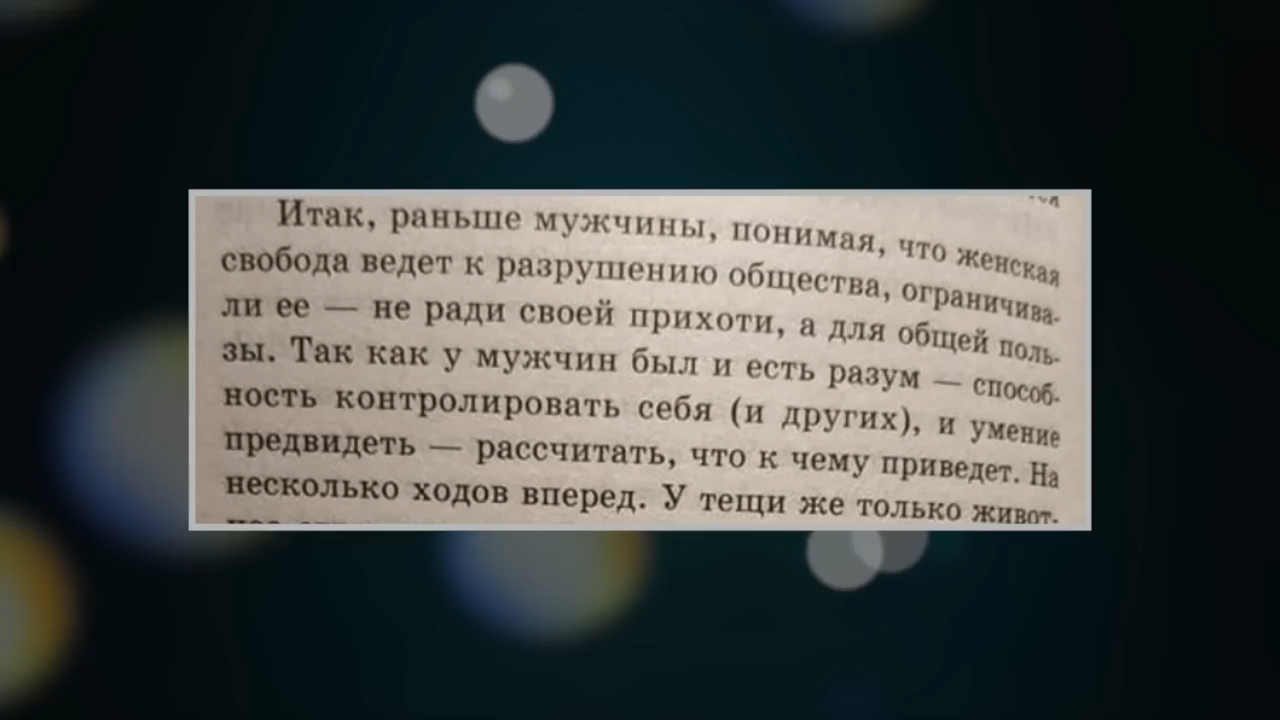 Итак, раньше мужчины, понимая, что женская
свобода ведет к разрушению общества, ограничива-
ли ее — не ради своей прихоти, а для общей поль-
зы. Так как у мужчин был и есть разум — способ-
ность контролировать себя (и других), и умение
предвидеть — рассчитать, что к чему приведет. На
несколько ходов вперед. У тещи же только живот-